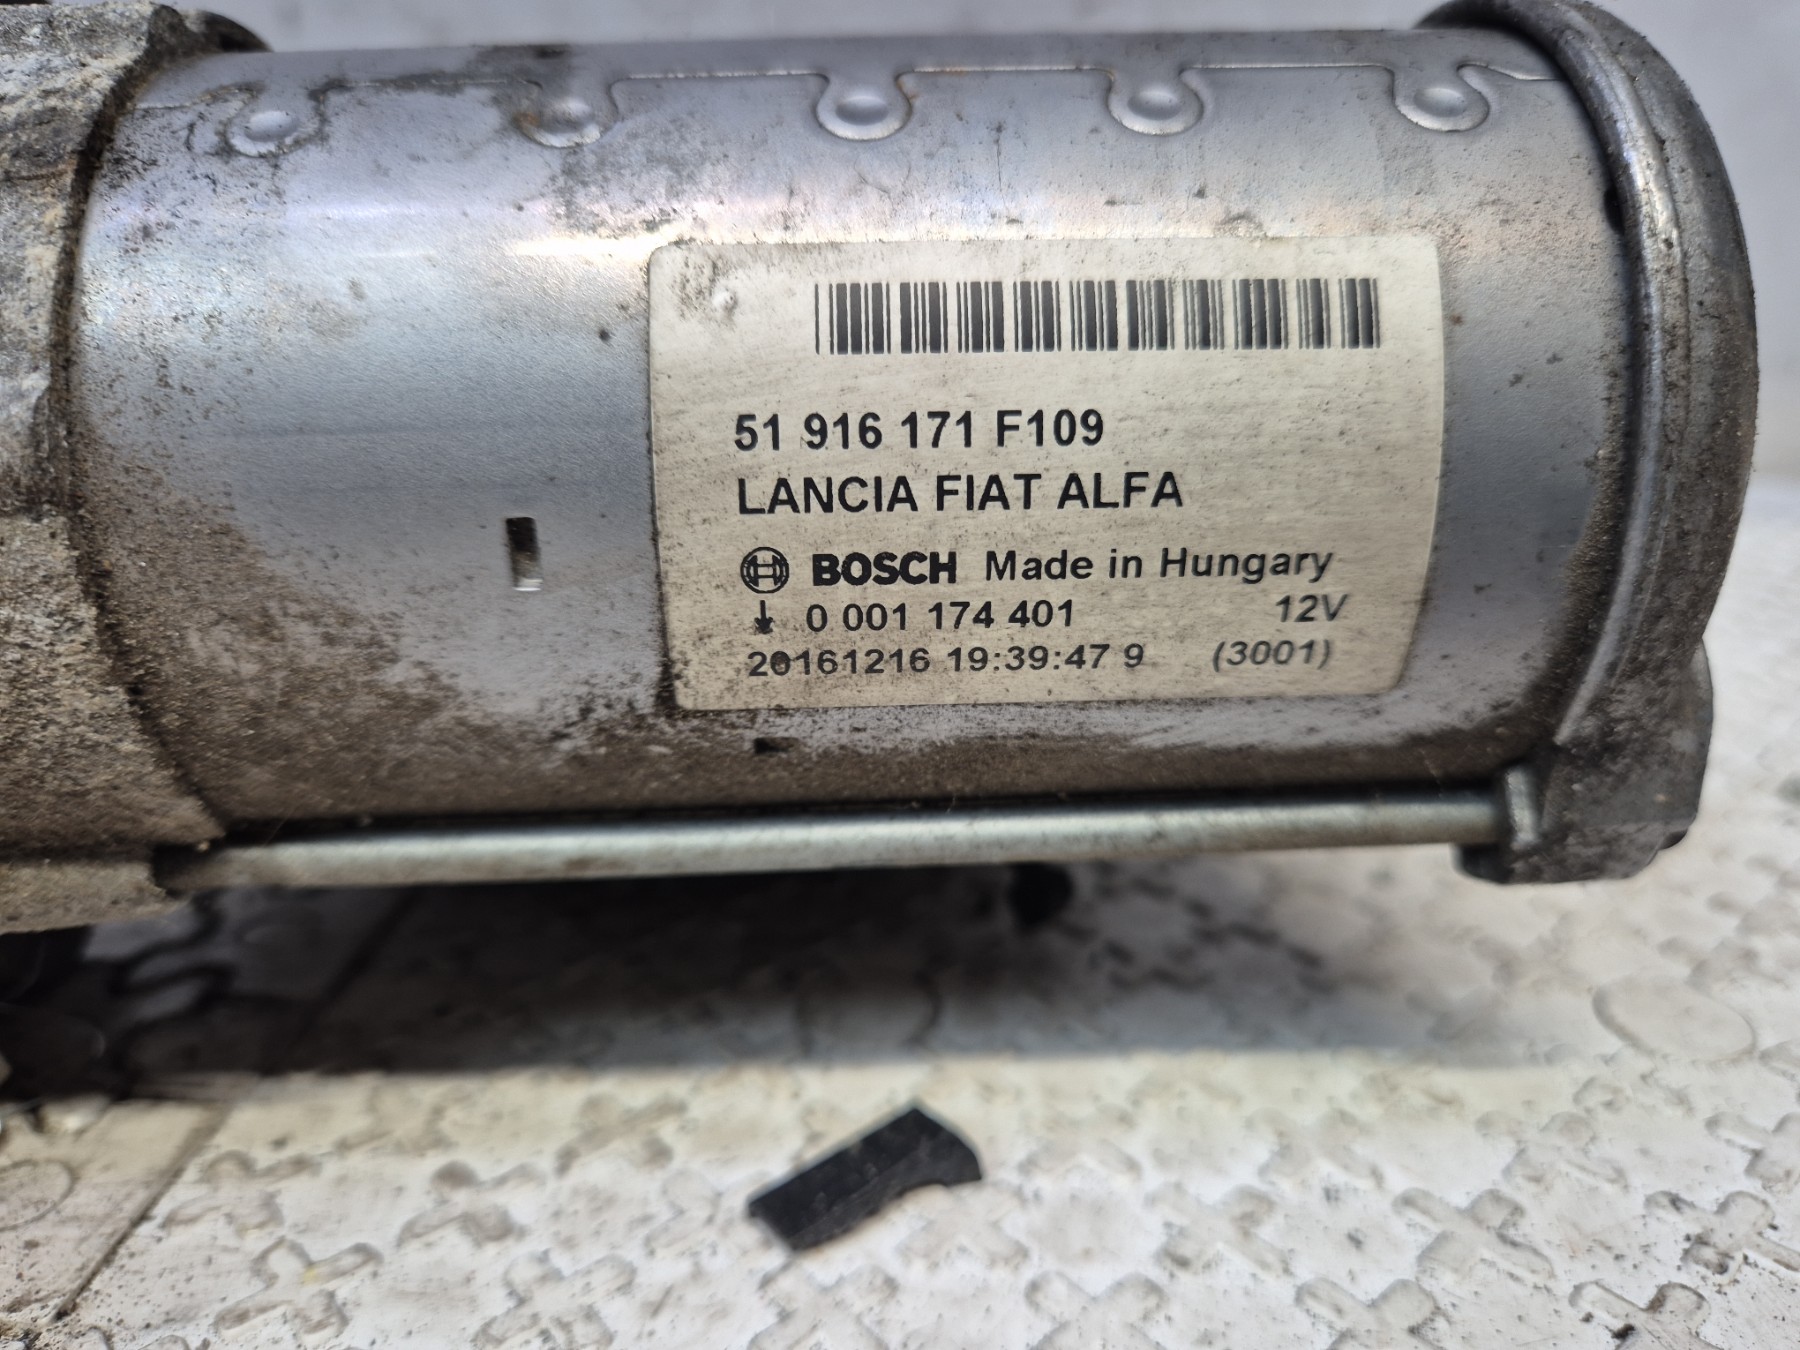 51 916 171 F109
LANCIA FIAT ALFA
BOSCH Made in Hungary
0 001 174 401 12V
20161216 19:39:47 9 (3001)